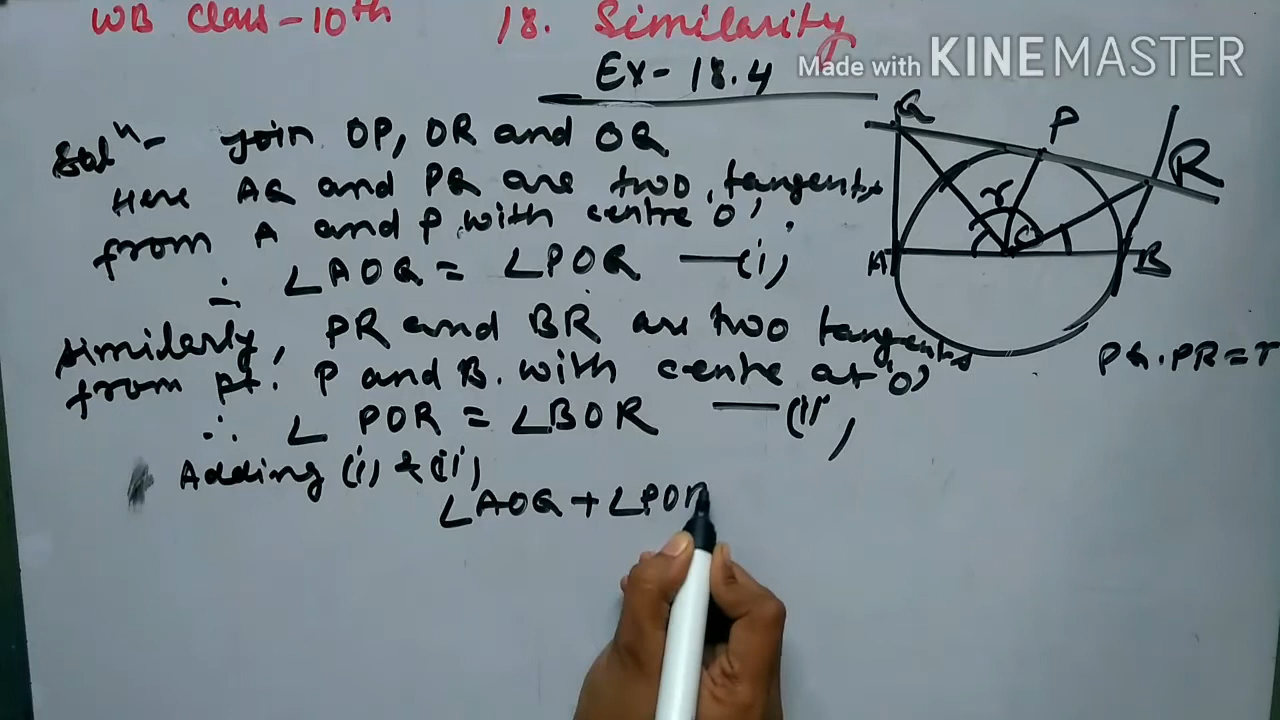 WB Class-10th 18. Similarity
Ex-18.4
Made with KINEMASTER
Solⁿ- Join OP, OR and OQ
Here AQ and PQ are two tangents
from A and P with centre 'O'.
∴ ∠AOQ = ∠POQ —(i)
Similarly, PR and BR are two tangents
from pt. P and B. with centre at 'O'
∴ ∠ POR = ∠BOR —(ii)
Adding (i) & (ii)
∠AOQ + ∠POR
Q P R
r
A O B
PQ.PR=r